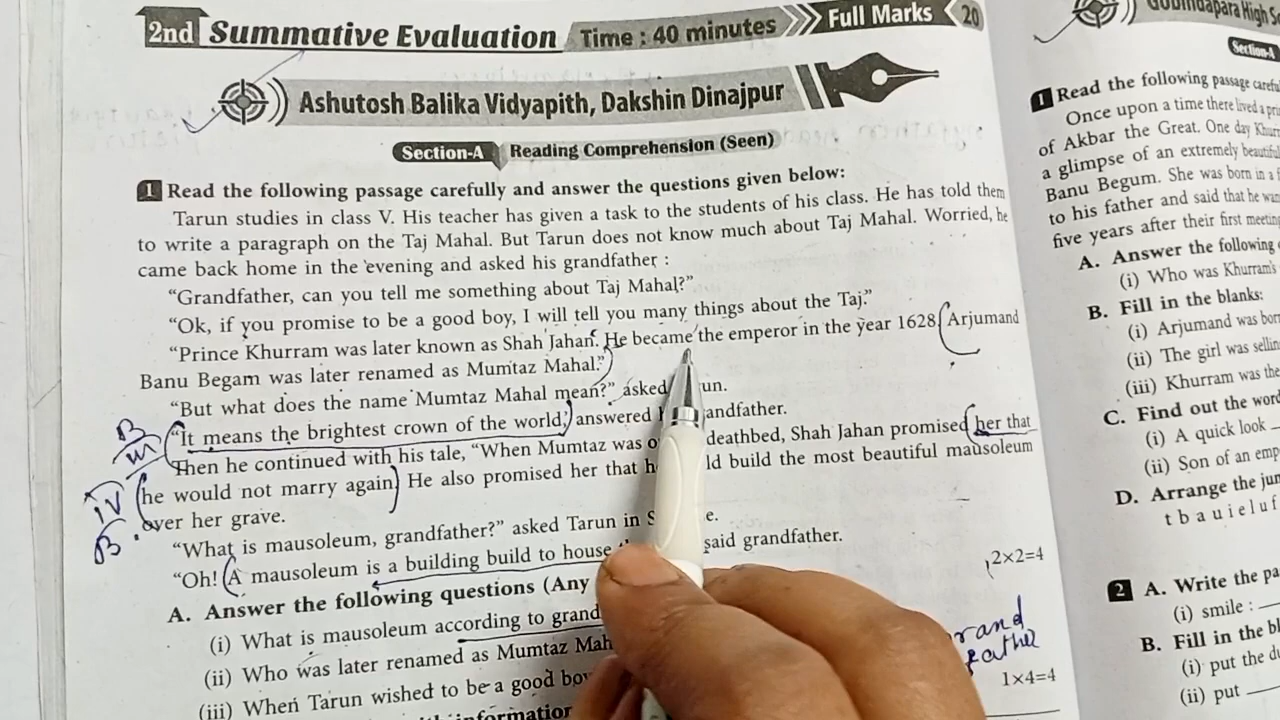 2nd Summative Evaluation Time : 40 minutes Full Marks 20
Ashutosh Balika Vidyapith, Dakshin Dinajpur
Section-A Reading Comprehension (Seen)
1 Read the following passage carefully and answer the questions given below:
Tarun studies in class V. His teacher has given a task to the students of his class. He has told them
to write a paragraph on the Taj Mahal. But Tarun does not know much about Taj Mahal. Worried, he
came back home in the evening and asked his grandfather :
"Grandfather, can you tell me something about Taj Mahal?"
"Ok, if you promise to be a good boy, I will tell you many things about the Taj."
"Prince Khurram was later known as Shah Jahan. He became the emperor in the year 1628. Arjumand
Banu Begam was later renamed as Mumtaz Mahal."
"But what does the name Mumtaz Mahal mean?" asked
"It means the brightest crown of the world," answered
Then he continued with his tale, "When Mumtaz was deathbed, Shah Jahan promised her that
he would not marry again. He also promised her that build the most beautiful mausoleum
over her grave.
"What is mausoleum, grandfather?" asked Tarun in
"Oh! A mausoleum is a building build to house said grandfather.
A. Answer the following questions (Any 2×2=4
(i) What is mausoleum according to
(ii) Who was later renamed as Mumtaz
(iii) When Tarun wished to be a good
1×4=4
B
iii
iv
B
father
Section-A
1 Read the following passage
Once upon a time there lived a
of Akbar the Great. One day
a glimpse of an extremely beautiful
Banu Begum. She was born in a
to his father and said that he
five years after their first meeting
A. Answer the following
(i) Who was Khurram's
B. Fill in the blanks:
(i) Arjumand was born
(ii) The girl was
(iii) Khurram was the
C. Find out the
(i) A quick look
(ii) Son of an
D. Arrange the
t b a u i e l u f
2 A. Write the
(i) smile :
B. Fill in the
(i) put the
(ii) put